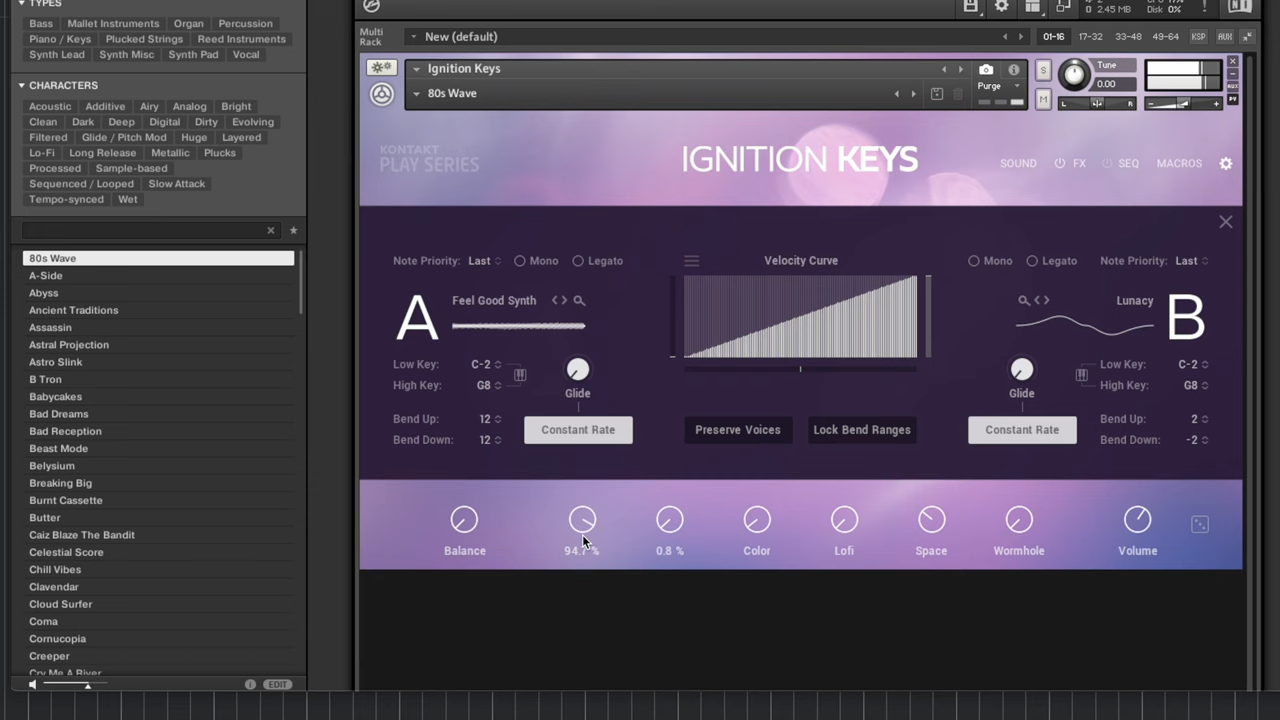 TYPES
Bass Mallet Instruments Organ Percussion
Piano / Keys Plucked Strings Reed Instruments
Synth Lead Synth Misc Synth Pad Vocal
CHARACTERS
Acoustic Additive Airy Analog Bright
Clean Dark Deep Digital Dirty Evolving
Filtered Glide / Pitch Mod Huge Layered
Lo-Fi Long Release Metallic Plucks
Processed Sample-based
Sequenced / Looped Slow Attack
Tempo-synced Wet
80s Wave
A-Side
Abyss
Ancient Traditions
Assassin
Astral Projection
Astro Slink
B Tron
Babycakes
Bad Dreams
Bad Reception
Beast Mode
Belysium
Breaking Big
Burnt Cassette
Butter
Caiz Blaze The Bandit
Celestial Score
Chill Vibes
Clavendar
Cloud Surfer
Coma
Cornucopia
Creeper
Cry Me A River
EDIT
2.45 MB Disk 0%
Multi
Rack
New (default)
01-16 17-32 33-48 49-64 KSP AUX
Ignition Keys
80s Wave
Purge
S
M
Tune
0.00
L R
- +
AUX
PV
KONTAKT
PLAY SERIES
IGNITION KEYS
SOUND FX SEQ MACROS
Note Priority: Last Mono Legato
A
Feel Good Synth
Low Key: C-2
High Key: G8
Glide
Bend Up: 12
Bend Down: 12
Constant Rate
Velocity Curve
Preserve Voices Lock Bend Ranges
Mono Legato Note Priority: Last
Lunacy
B
Low Key: C-2
High Key: G8
Glide
Constant Rate
Bend Up: 2
Bend Down: -2
Balance 0.8 % Color Lofi Space Wormhole Volume